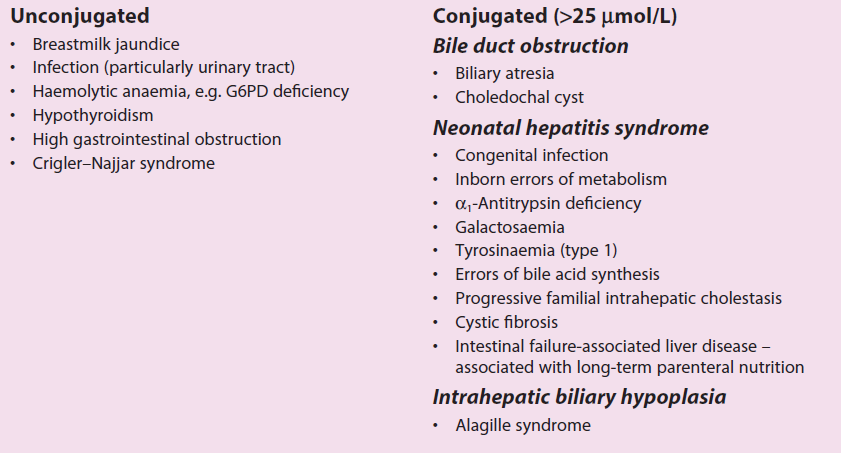 Unconjugated
• Breastmilk jaundice
• Infection (particularly urinary tract)
• Haemolytic anaemia, e.g. G6PD deficiency
• Hypothyroidism
• High gastrointestinal obstruction
• Crigler–Najjar syndrome
Conjugated (>25 μmol/L)
Bile duct obstruction
• Biliary atresia
• Choledochal cyst
Neonatal hepatitis syndrome
• Congenital infection
• Inborn errors of metabolism
• α₁-Antitrypsin deficiency
• Galactosaemia
• Tyrosinaemia (type 1)
• Errors of bile acid synthesis
• Progressive familial intrahepatic cholestasis
• Cystic fibrosis
• Intestinal failure-associated liver disease –
associated with long-term parenteral nutrition
Intrahepatic biliary hypoplasia
• Alagille syndrome